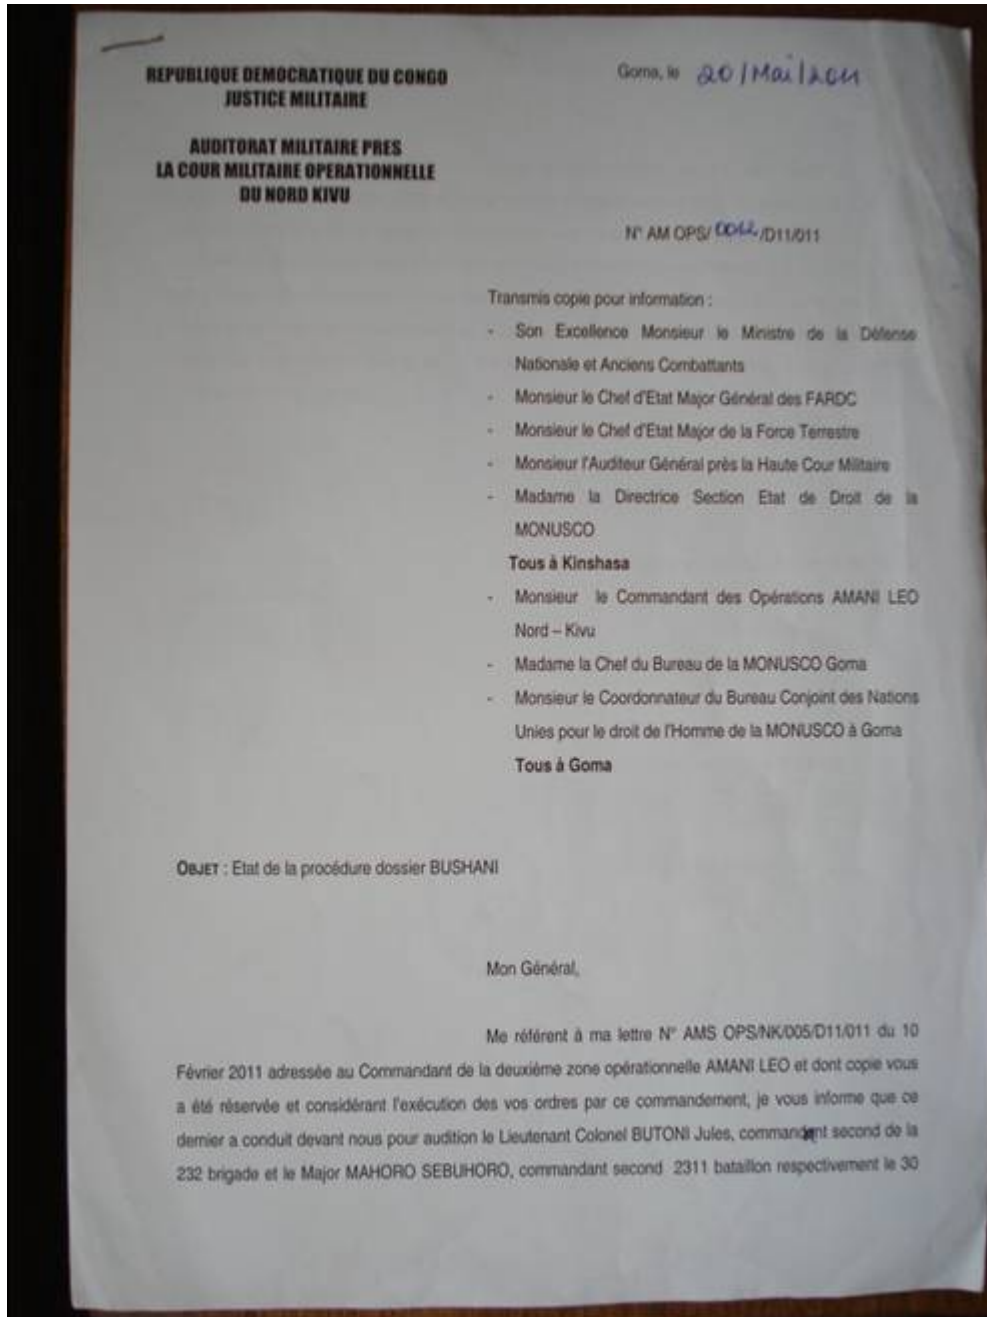 REPUBLIQUE DEMOCRATIQUE DU CONGO
JUSTICE MILITAIRE
Goma, le 20/Mai/2011
AUDITORAT MILITAIRE PRES
LA COUR MILITAIRE OPERATIONNELLE
DU NORD KIVU
N° AM OPS/ /D11/011
Transmis copie pour information :
- Son Excellence Monsieur le Ministre de la Défense
Nationale et Anciens Combattants
- Monsieur le Chef d'Etat Major Général des FARDC
- Monsieur le Chef d'Etat Major de la Force Terrestre
- Monsieur l'Auditeur Général près la Haute Cour Militaire
- Madame la Directrice Section Etat de Droit de la
MONUSCO
Tous à Kinshasa
- Monsieur le Commandant des Opérations AMANI LEO
Nord – Kivu
- Madame la Chef du Bureau de la MONUSCO Goma
- Monsieur le Coordonnateur du Bureau Conjoint des Nations
Unies pour le droit de l'Homme de la MONUSCO à Goma
Tous à Goma
OBJET : Etat de la procédure dossier BUSHANI
Mon Général,
Me référent à ma lettre N° AMS OPS/NK/005/D11/011 du 10
Février 2011 adressée au Commandant de la deuxième zone opérationnelle AMANI LEO et dont copie vous
a été réservée et considérant l'exécution des vos ordres par ce commandement, je vous informe que ce
dernier a conduit devant nous pour audition le Lieutenant Colonel BUTONI Jules, commandant second de la
232 brigade et le Major MAHORO SEBUHORO, commandant second 2311 bataillon respectivement le 30